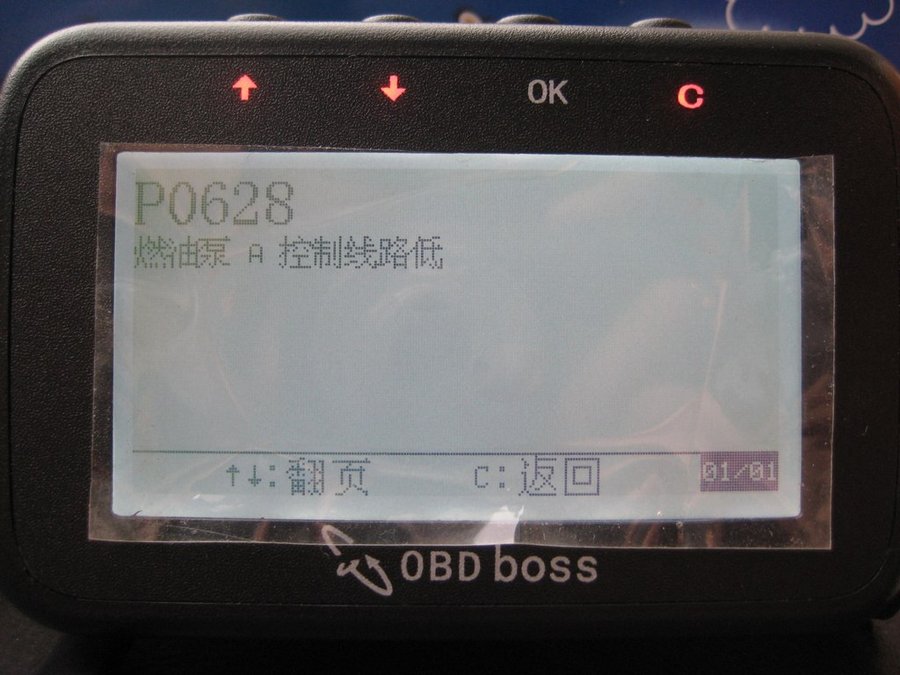 ↑ ↓ OK C
P0628
燃油泵 A 控制线路低
↑↓:翻页 C:返回 01/01
OBD boss